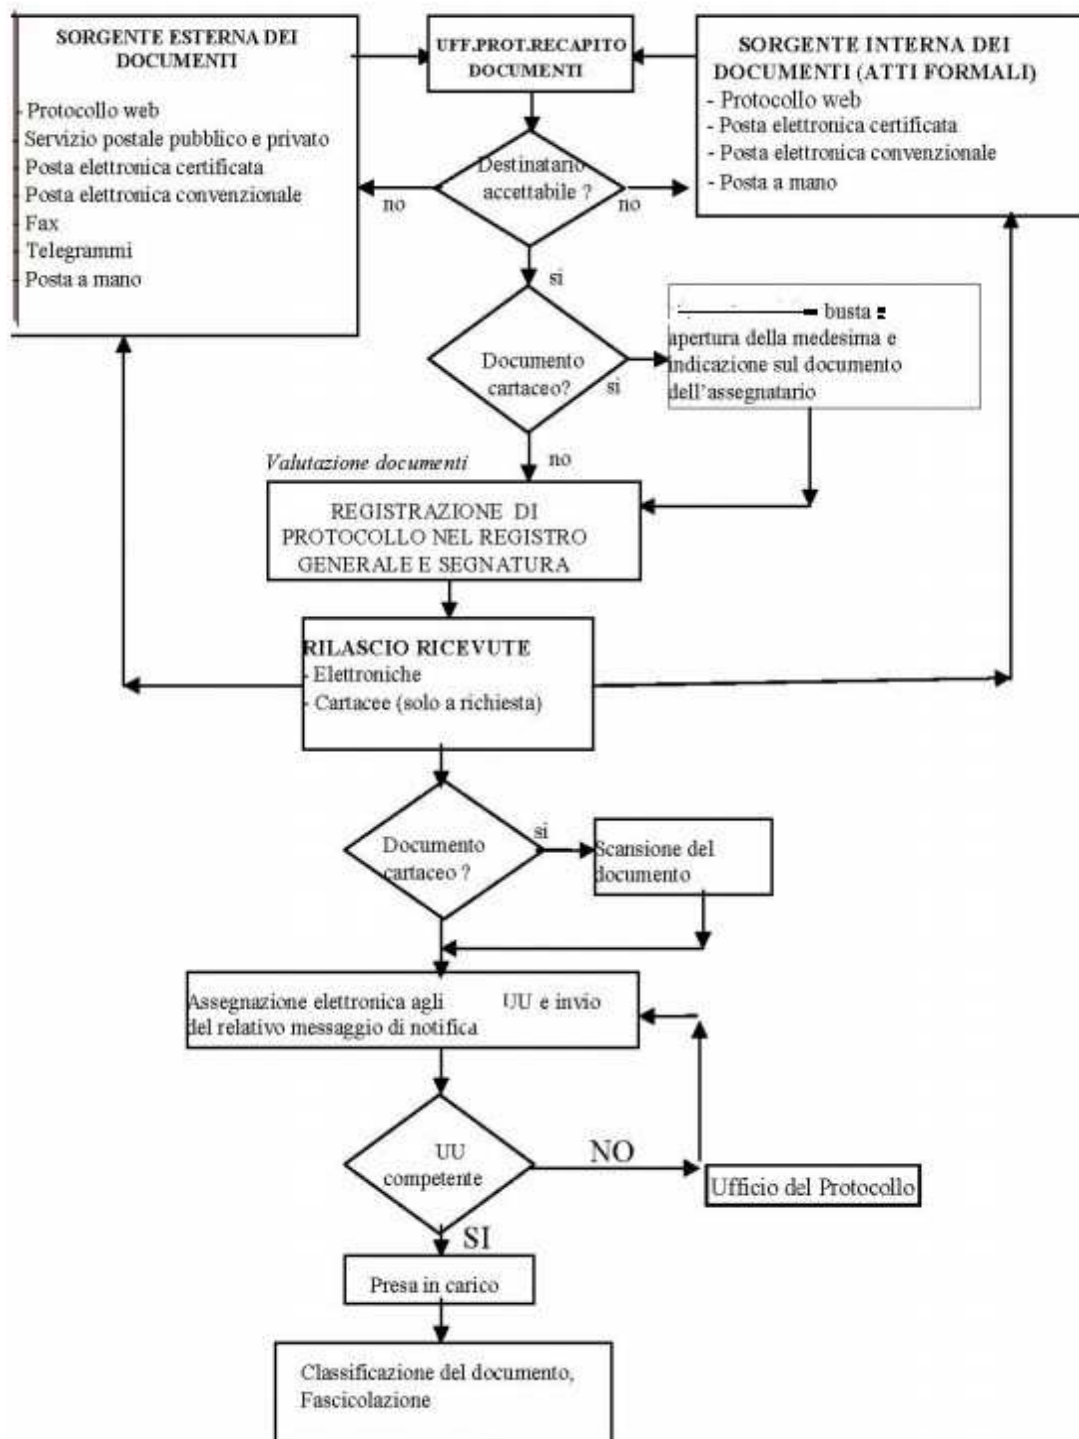 SORGENTE ESTERNA DEI
DOCUMENTI
- Protocollo web
- Servizio postale pubblico e privato
- Posta elettronica certificata
- Posta elettronica convenzionale
- Fax
- Telegrammi
- Posta a mano
UFF.PROT.RECAPITO
DOCUMENTI
SORGENTE INTERNA DEI
DOCUMENTI (ATTI FORMALI)
- Protocollo web
- Posta elettronica certificata
- Posta elettronica convenzionale
- Posta a mano
Destinatario
accettabile ?
no
no
si
busta
apertura della medesima e
indicazione sul documento
dell'assegnatario
Documento
cartaceo?
si
no
Valutazione documenti
REGISTRAZIONE DI
PROTOCOLLO NEL REGISTRO
GENERALE E SEGNATURA
RILASCIO RICEVUTE
- Elettroniche
- Cartacee (solo a richiesta)
Documento
cartaceo ?
si
Scansione del
documento
Assegnazione elettronica agli UU e invio
del relativo messaggio di notifica
UU
competente
NO
Ufficio del Protocollo
SI
Presa in carico
Classificazione del documento,
Fascicolazione